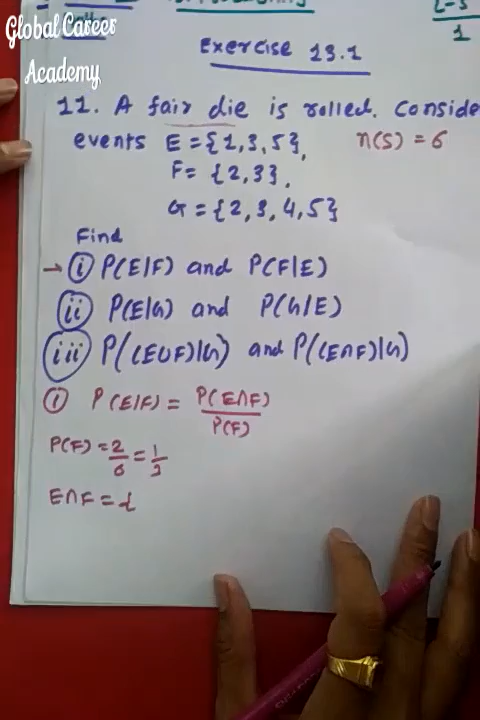 Global Career
Academy
Exercise 13.1
11. A fair die is rolled. Conside
events E = {1,3,5}, n(S) = 6
F = {2,3},
G = {2,3,4,5}
Find
→ (i) P(E|F) and P(F|E)
(ii) P(E|G) and P(G|E)
(iii) P((EUF)|G) and P((E∩F)|G)
(i) P(E|F) = P(E∩F)
P(F)
P(F) = 2/6 = 1/3
E∩F = {